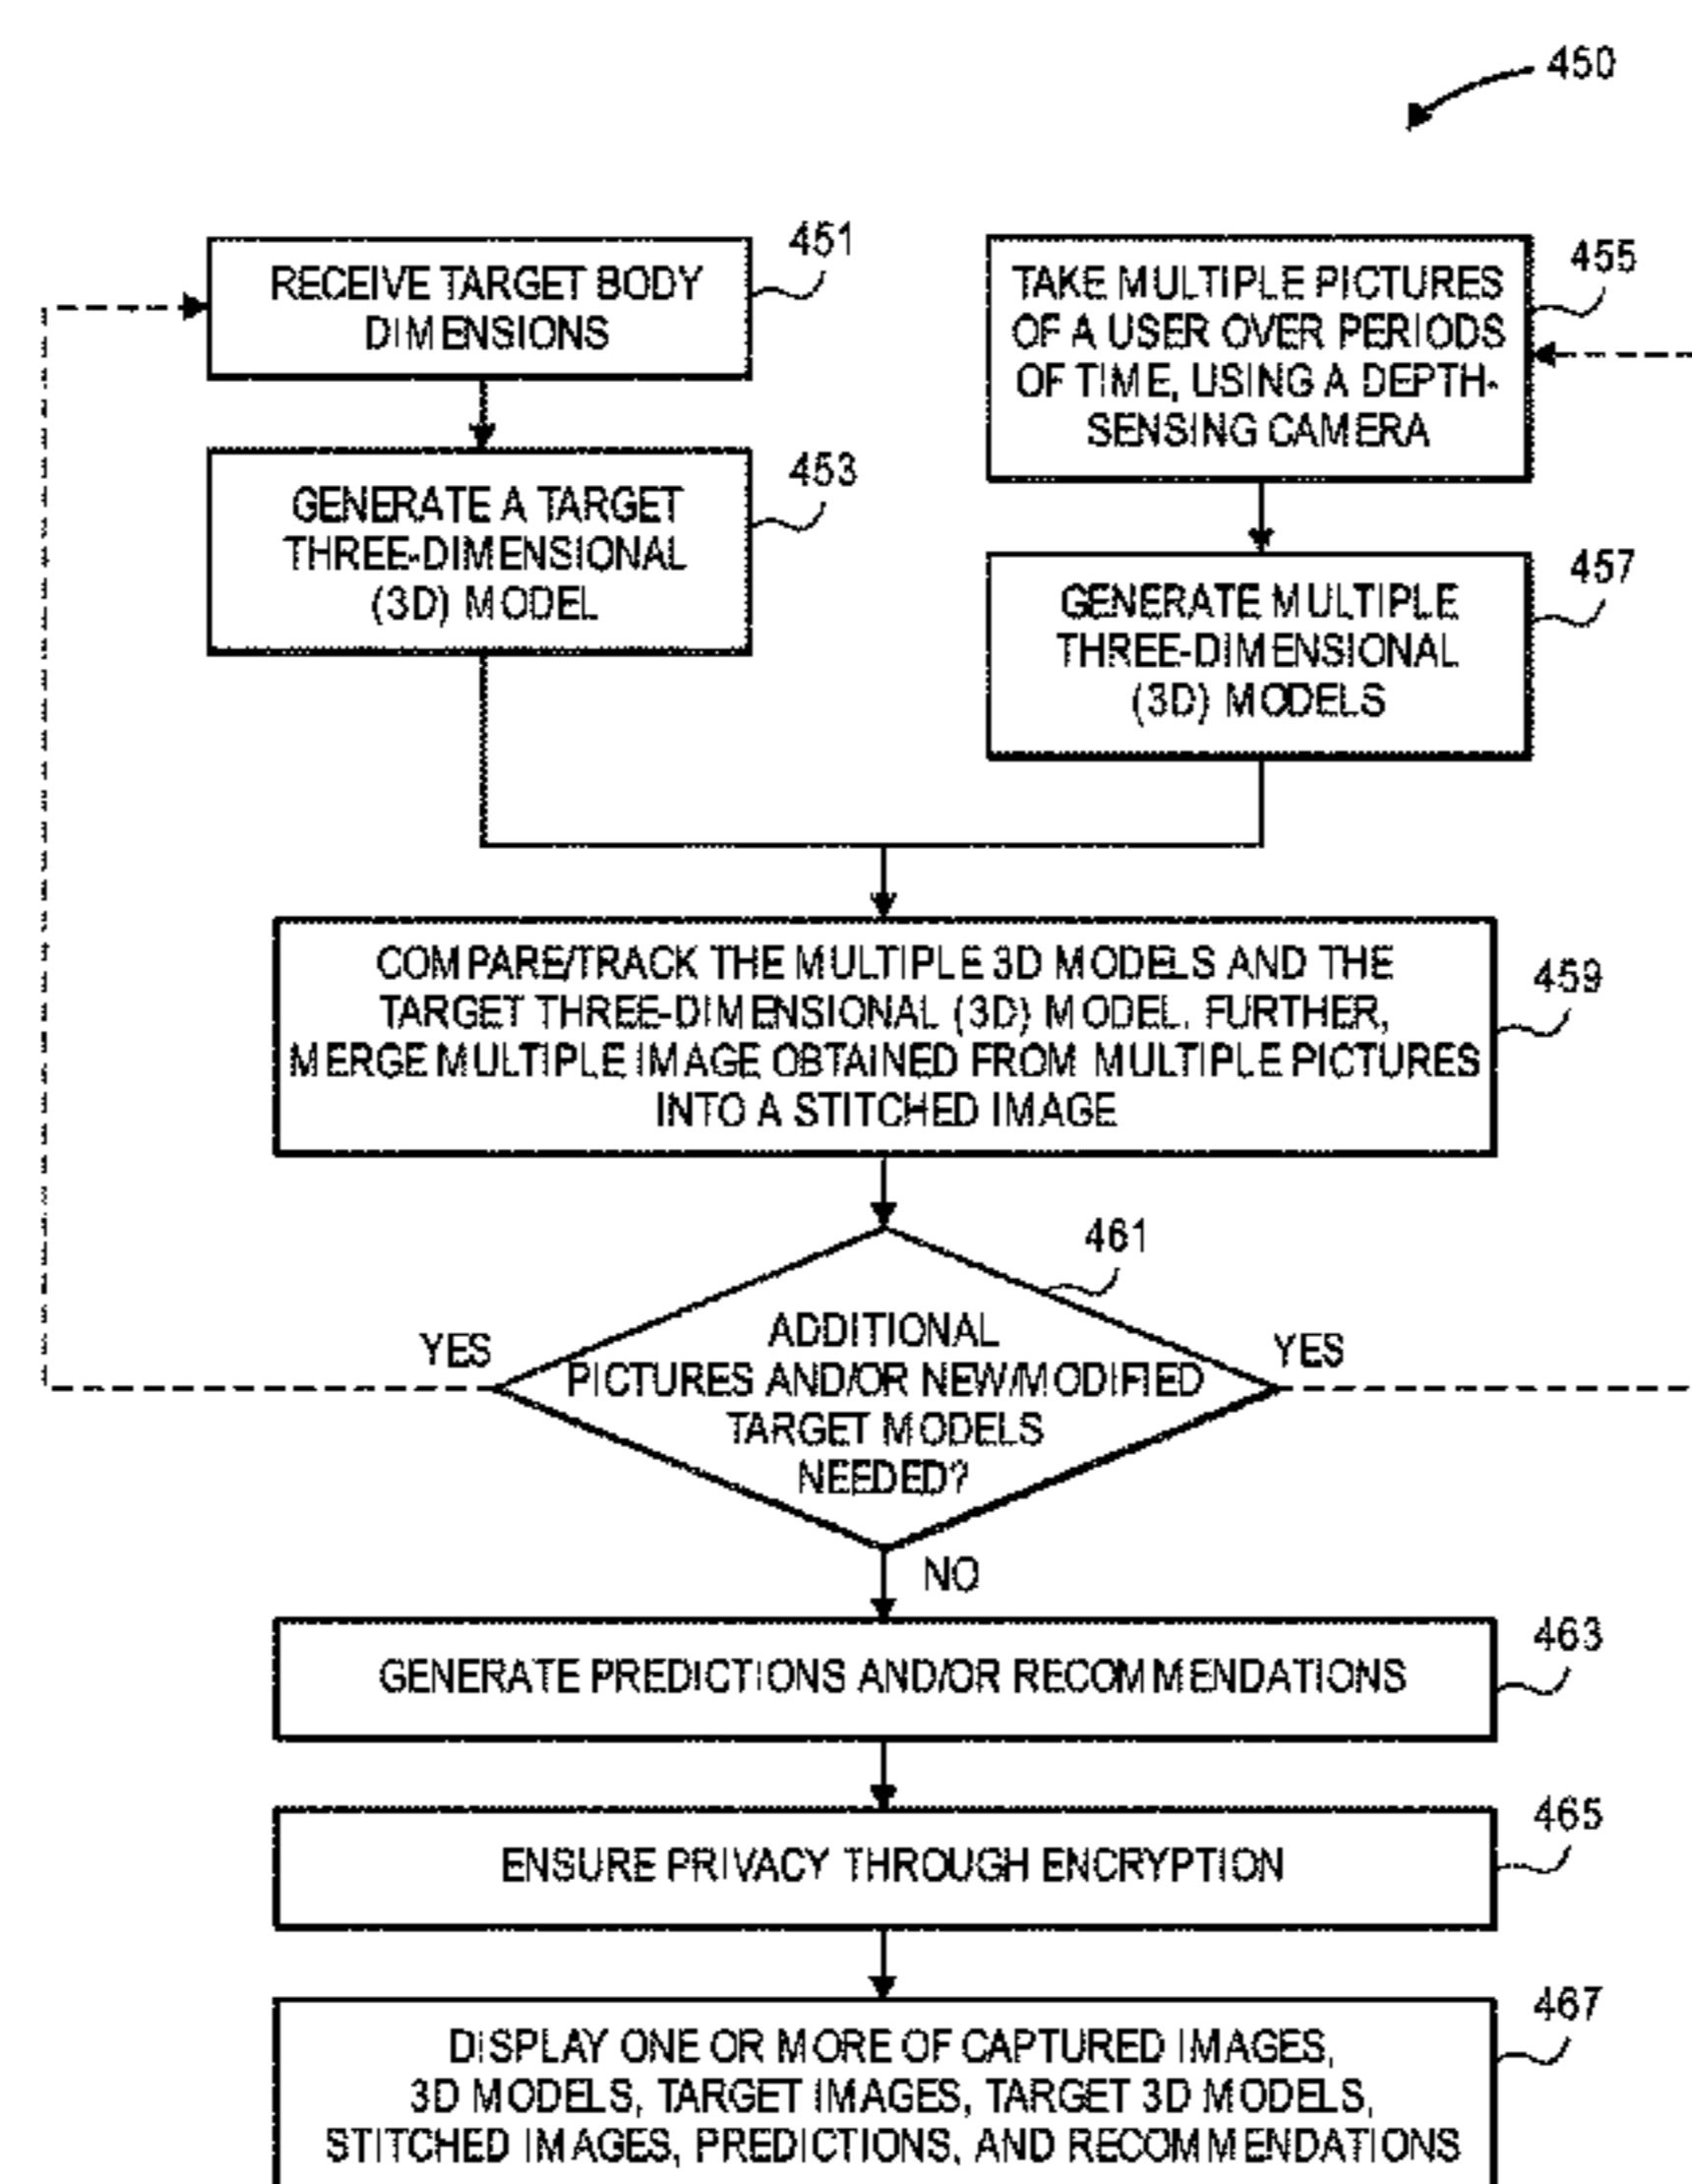 450
451
RECEIVE TARGET BODY
DIMENSIONS
453
GENERATE A TARGET
THREE-DIMENSIONAL
(3D) MODEL
455
TAKE MULTIPLE PICTURES
OF A USER OVER PERIODS
OF TIME, USING A DEPTH-
SENSING CAMERA
457
GENERATE MULTIPLE
THREE-DIMENSIONAL
(3D) MODELS
459
COMPARE/TRACK THE MULTIPLE 3D MODELS AND THE
TARGET THREE-DIMENSIONAL (3D) MODEL. FURTHER,
MERGE MULTIPLE IMAGE OBTAINED FROM MULTIPLE PICTURES
INTO A STITCHED IMAGE
461
YES
ADDITIONAL
PICTURES AND/OR NEW/MODIFIED
TARGET MODELS
NEEDED?
YES
NO
463
GENERATE PREDICTIONS AND/OR RECOMMENDATIONS
465
ENSURE PRIVACY THROUGH ENCRYPTION
467
DISPLAY ONE OR MORE OF CAPTURED IMAGES,
3D MODELS, TARGET IMAGES, TARGET 3D MODELS,
STITCHED IMAGES, PREDICTIONS, AND RECOMMENDATIONS